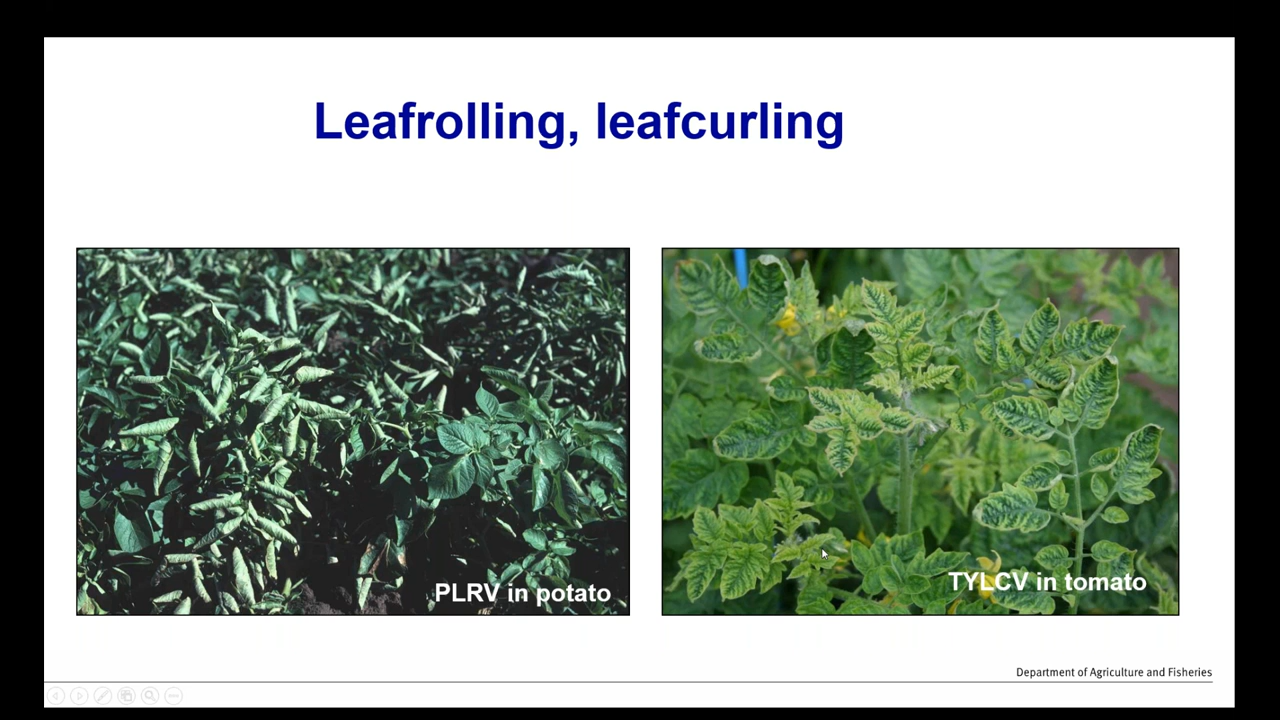 Leafrolling, leafcurling
PLRV in potato
TYLCV in tomato
Department of Agriculture and Fisheries